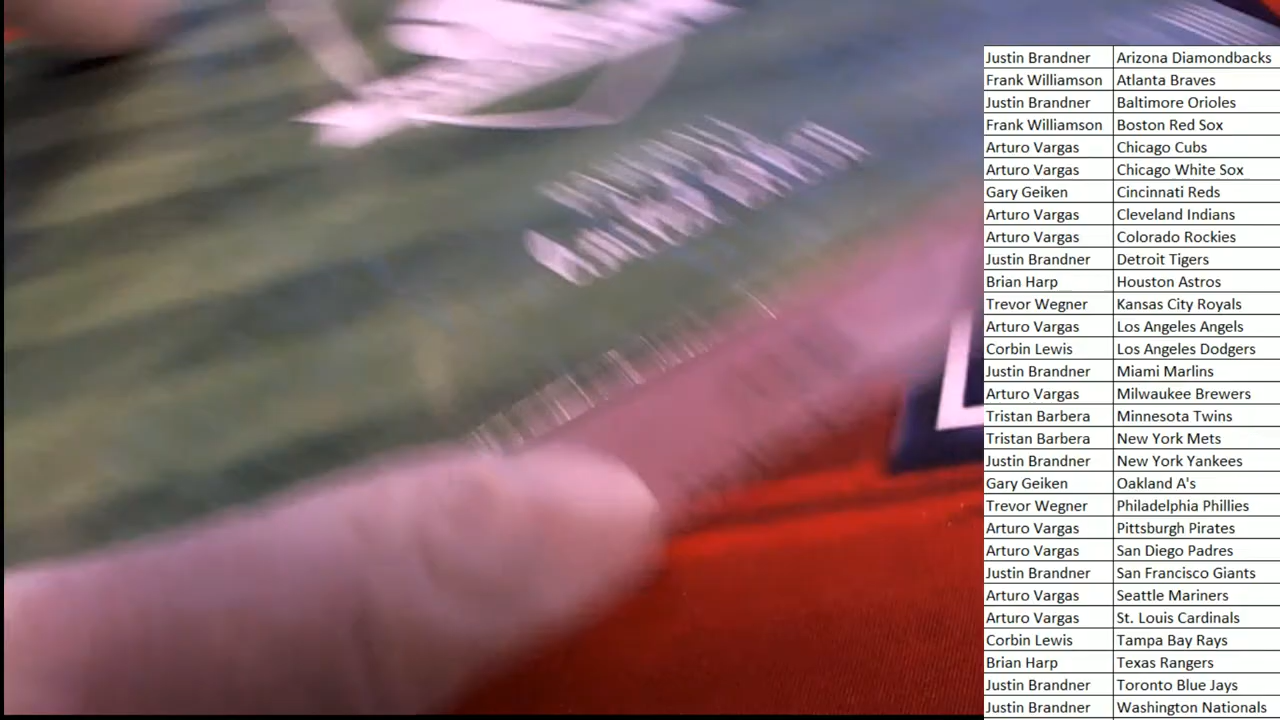 Justin Brandner Arizona Diamondbacks
Frank Williamson Atlanta Braves
Justin Brandner Baltimore Orioles
Frank Williamson Boston Red Sox
Arturo Vargas Chicago Cubs
Arturo Vargas Chicago White Sox
Gary Geiken Cincinnati Reds
Arturo Vargas Cleveland Indians
Arturo Vargas Colorado Rockies
Justin Brandner Detroit Tigers
Brian Harp Houston Astros
Trevor Wegner Kansas City Royals
Arturo Vargas Los Angeles Angels
Corbin Lewis Los Angeles Dodgers
Justin Brandner Miami Marlins
Arturo Vargas Milwaukee Brewers
Tristan Barbera Minnesota Twins
Tristan Barbera New York Mets
Justin Brandner New York Yankees
Gary Geiken Oakland A's
Trevor Wegner Philadelphia Phillies
Arturo Vargas Pittsburgh Pirates
Arturo Vargas San Diego Padres
Justin Brandner San Francisco Giants
Arturo Vargas Seattle Mariners
Arturo Vargas St. Louis Cardinals
Corbin Lewis Tampa Bay Rays
Brian Harp Texas Rangers
Justin Brandner Toronto Blue Jays
Justin Brandner Washington Nationals